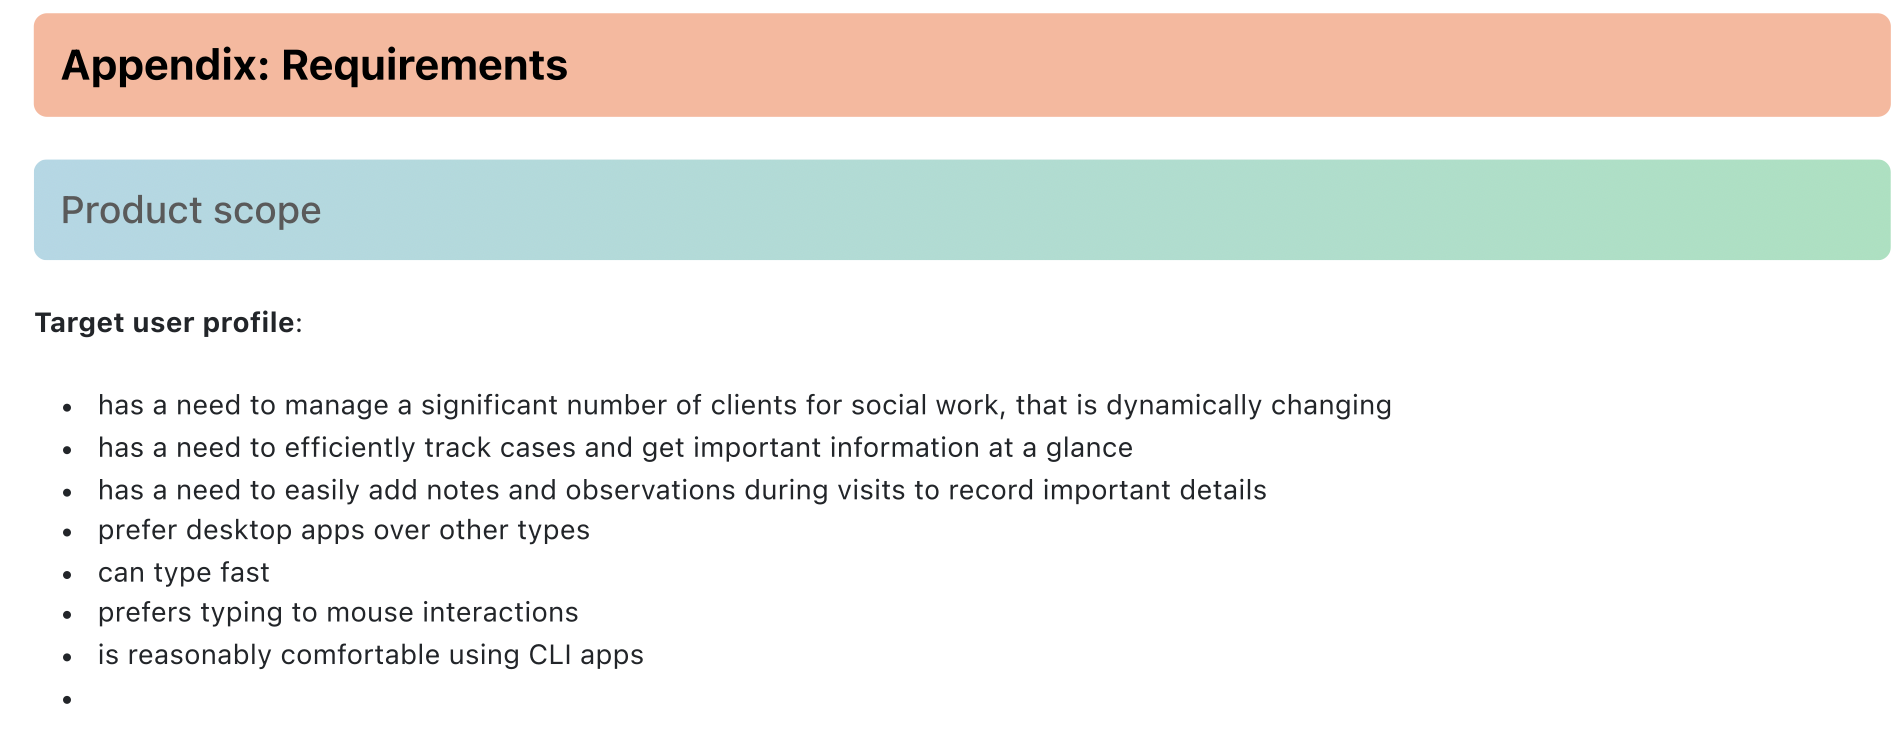 Appendix: Requirements
Product scope
Target user profile:
• has a need to manage a significant number of clients for social work, that is dynamically changing
• has a need to efficiently track cases and get important information at a glance
• has a need to easily add notes and observations during visits to record important details
• prefer desktop apps over other types
• can type fast
• prefers typing to mouse interactions
• is reasonably comfortable using CLI apps
•